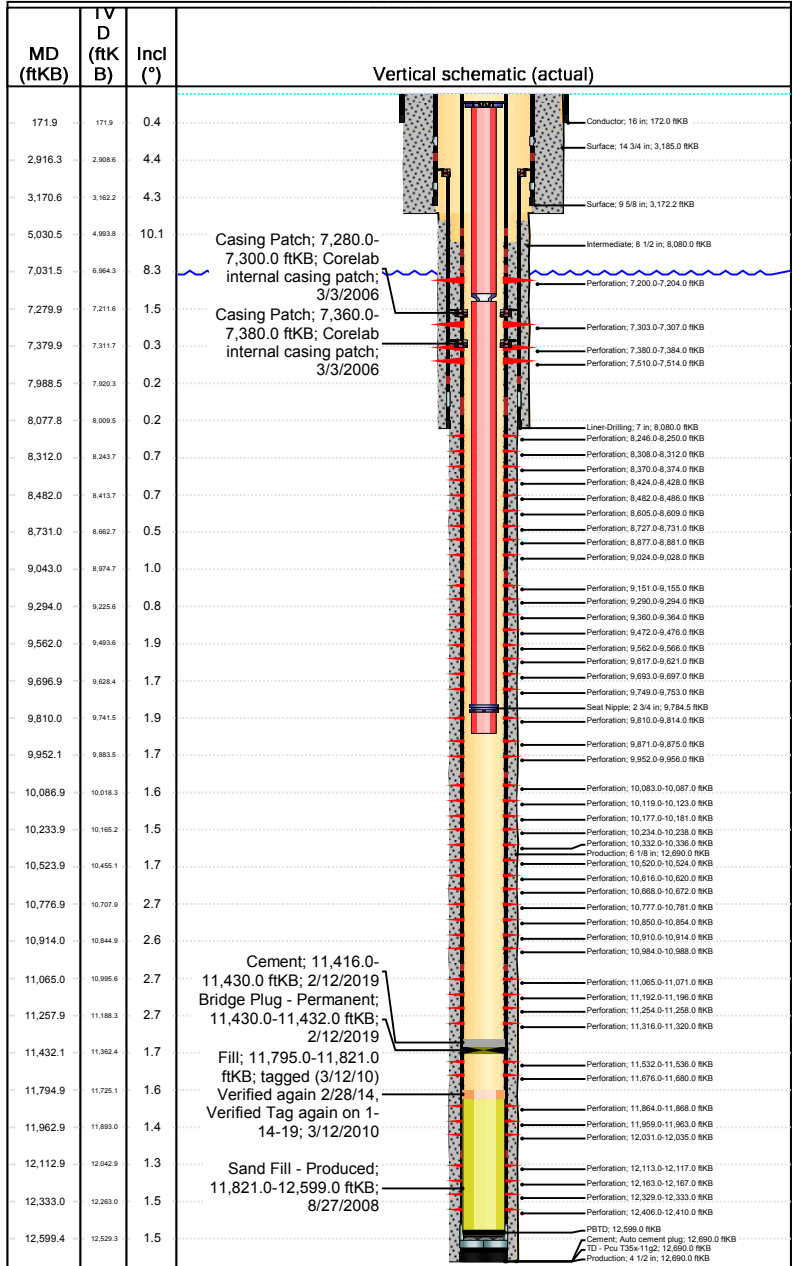 MD
(ftKB)
TV
D
(ftK
B)
Incl
(°)
Vertical schematic (actual)
171.9 171.9 0.4
2,916.3 2,908.6 4.4
3,170.6 3,162.2 4.3
5,030.5 4,993.8 10.1
7,031.5 6,964.3 8.3
7,279.9 7,211.6 1.5
7,379.9 7,311.7 0.3
7,988.5 7,920.3 0.2
8,077.8 8,009.5 0.2
8,312.0 8,243.7 0.7
8,482.0 8,413.7 0.7
8,731.0 8,662.7 0.5
9,043.0 8,974.7 1.0
9,294.0 9,225.6 0.8
9,562.0 9,493.6 1.9
9,696.9 9,628.4 1.7
9,810.0 9,741.5 1.9
9,952.1 9,883.5 1.7
10,086.9 10,018.3 1.6
10,233.9 10,165.2 1.5
10,523.9 10,455.1 1.7
10,776.9 10,707.9 2.7
10,914.0 10,844.9 2.6
11,065.0 10,995.6 2.7
11,257.9 11,188.3 2.7
11,432.1 11,362.4 1.7
11,794.9 11,725.1 1.6
11,962.9 11,893.0 1.4
12,112.9 12,042.9 1.3
12,333.0 12,263.0 1.5
12,599.4 12,529.3 1.5
Casing Patch; 7,280.0-
7,300.0 ftKB; Corelab
internal casing patch;
3/3/2006
Casing Patch; 7,360.0-
7,380.0 ftKB; Corelab
internal casing patch;
3/3/2006
Cement; 11,416.0-
11,430.0 ftKB; 2/12/2019
Bridge Plug - Permanent;
11,430.0-11,432.0 ftKB;
2/12/2019
Fill; 11,795.0-11,821.0
ftKB; tagged (3/12/10)
Verified again 2/28/14,
Verified Tag again on 1-
14-19; 3/12/2010
Sand Fill - Produced;
11,821.0-12,599.0 ftKB;
8/27/2008
Conductor; 16 in; 172.0 ftKB
Surface; 14 3/4 in; 3,185.0 ftKB
Surface; 9 5/8 in; 3,172.2 ftKB
Intermediate; 8 1/2 in; 8,080.0 ftKB
Perforation; 7,200.0-7,204.0 ftKB
Perforation; 7,303.0-7,307.0 ftKB
Perforation; 7,380.0-7,384.0 ftKB
Perforation; 7,510.0-7,514.0 ftKB
Liner-Drilling; 7 in; 8,080.0 ftKB
Perforation; 8,246.0-8,250.0 ftKB
Perforation; 8,308.0-8,312.0 ftKB
Perforation; 8,370.0-8,374.0 ftKB
Perforation; 8,424.0-8,428.0 ftKB
Perforation; 8,482.0-8,486.0 ftKB
Perforation; 8,605.0-8,609.0 ftKB
Perforation; 8,727.0-8,731.0 ftKB
Perforation; 8,877.0-8,881.0 ftKB
Perforation; 9,024.0-9,028.0 ftKB
Perforation; 9,151.0-9,155.0 ftKB
Perforation; 9,290.0-9,294.0 ftKB
Perforation; 9,360.0-9,364.0 ftKB
Perforation; 9,472.0-9,476.0 ftKB
Perforation; 9,562.0-9,566.0 ftKB
Perforation; 9,617.0-9,621.0 ftKB
Perforation; 9,693.0-9,697.0 ftKB
Perforation; 9,749.0-9,753.0 ftKB
Seat Nipple; 2 3/4 in; 9,784.5 ftKB
Perforation; 9,810.0-9,814.0 ftKB
Perforation; 9,871.0-9,875.0 ftKB
Perforation; 9,952.0-9,956.0 ftKB
Perforation; 10,083.0-10,087.0 ftKB
Perforation; 10,119.0-10,123.0 ftKB
Perforation; 10,177.0-10,181.0 ftKB
Perforation; 10,234.0-10,238.0 ftKB
Perforation; 10,332.0-10,336.0 ftKB
Production; 6 1/8 in; 12,690.0 ftKB
Perforation; 10,520.0-10,524.0 ftKB
Perforation; 10,616.0-10,620.0 ftKB
Perforation; 10,668.0-10,672.0 ftKB
Perforation; 10,777.0-10,781.0 ftKB
Perforation; 10,850.0-10,854.0 ftKB
Perforation; 10,910.0-10,914.0 ftKB
Perforation; 10,984.0-10,988.0 ftKB
Perforation; 11,065.0-11,071.0 ftKB
Perforation; 11,192.0-11,196.0 ftKB
Perforation; 11,254.0-11,258.0 ftKB
Perforation; 11,316.0-11,320.0 ftKB
Perforation; 11,532.0-11,536.0 ftKB
Perforation; 11,676.0-11,680.0 ftKB
Perforation; 11,864.0-11,868.0 ftKB
Perforation; 11,959.0-11,963.0 ftKB
Perforation; 12,031.0-12,035.0 ftKB
Perforation; 12,113.0-12,117.0 ftKB
Perforation; 12,163.0-12,167.0 ftKB
Perforation; 12,329.0-12,333.0 ftKB
Perforation; 12,406.0-12,410.0 ftKB
PBTD; 12,599.0 ftKB
Cement; Auto cement plug; 12,690.0 ftKB
TD - Pcu T35x-11g2; 12,690.0 ftKB
Production; 4 1/2 in; 12,690.0 ftKB